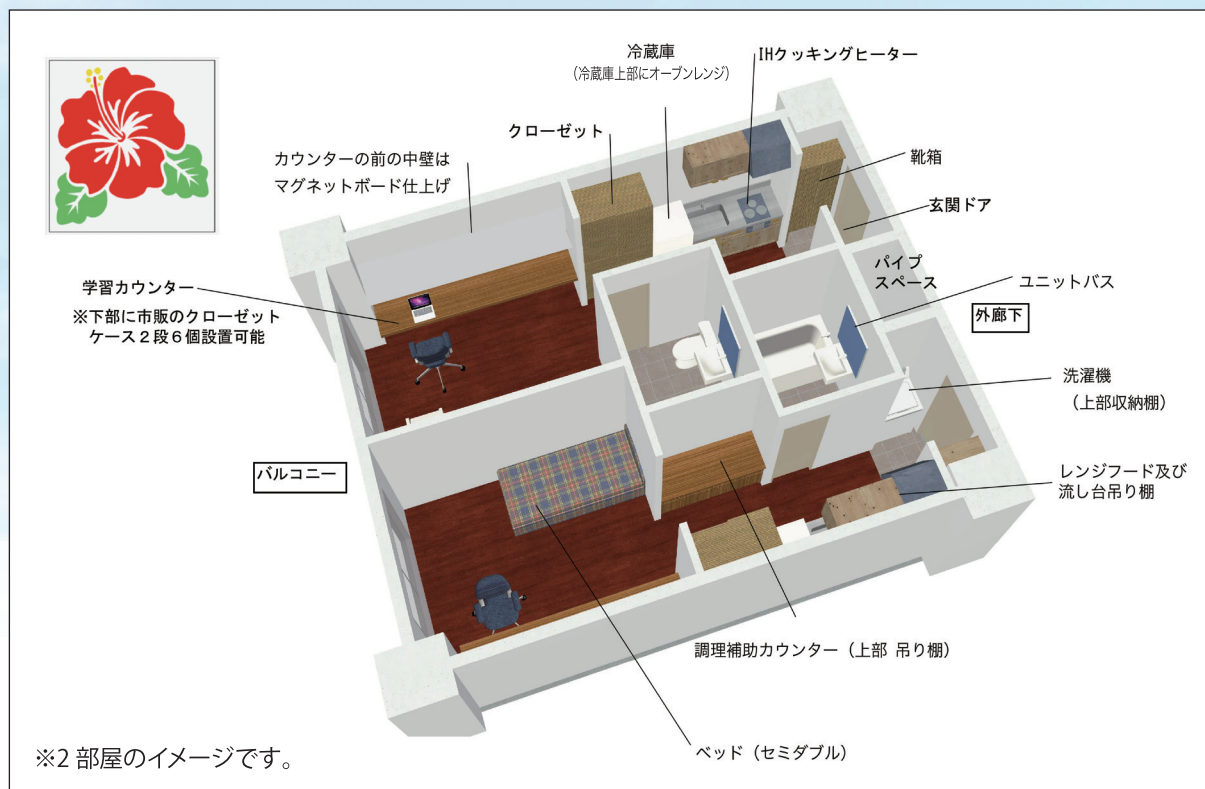 冷蔵庫
(冷蔵庫上部にオーブンレンジ)
IHクッキングヒーター
クローゼット
カウンターの前の中壁は
マグネットボード仕上げ
靴箱
玄関ドア
学習カウンター
※下部に市販のクローゼット
ケース2段6個設置可能
パイプ
スペース
ユニットバス
外廊下
洗濯機
(上部収納棚)
バルコニー
レンジフード及び
流し台吊り棚
調理補助カウンター(上部 吊り棚)
ベッド(セミダブル)
※2 部屋のイメージです。